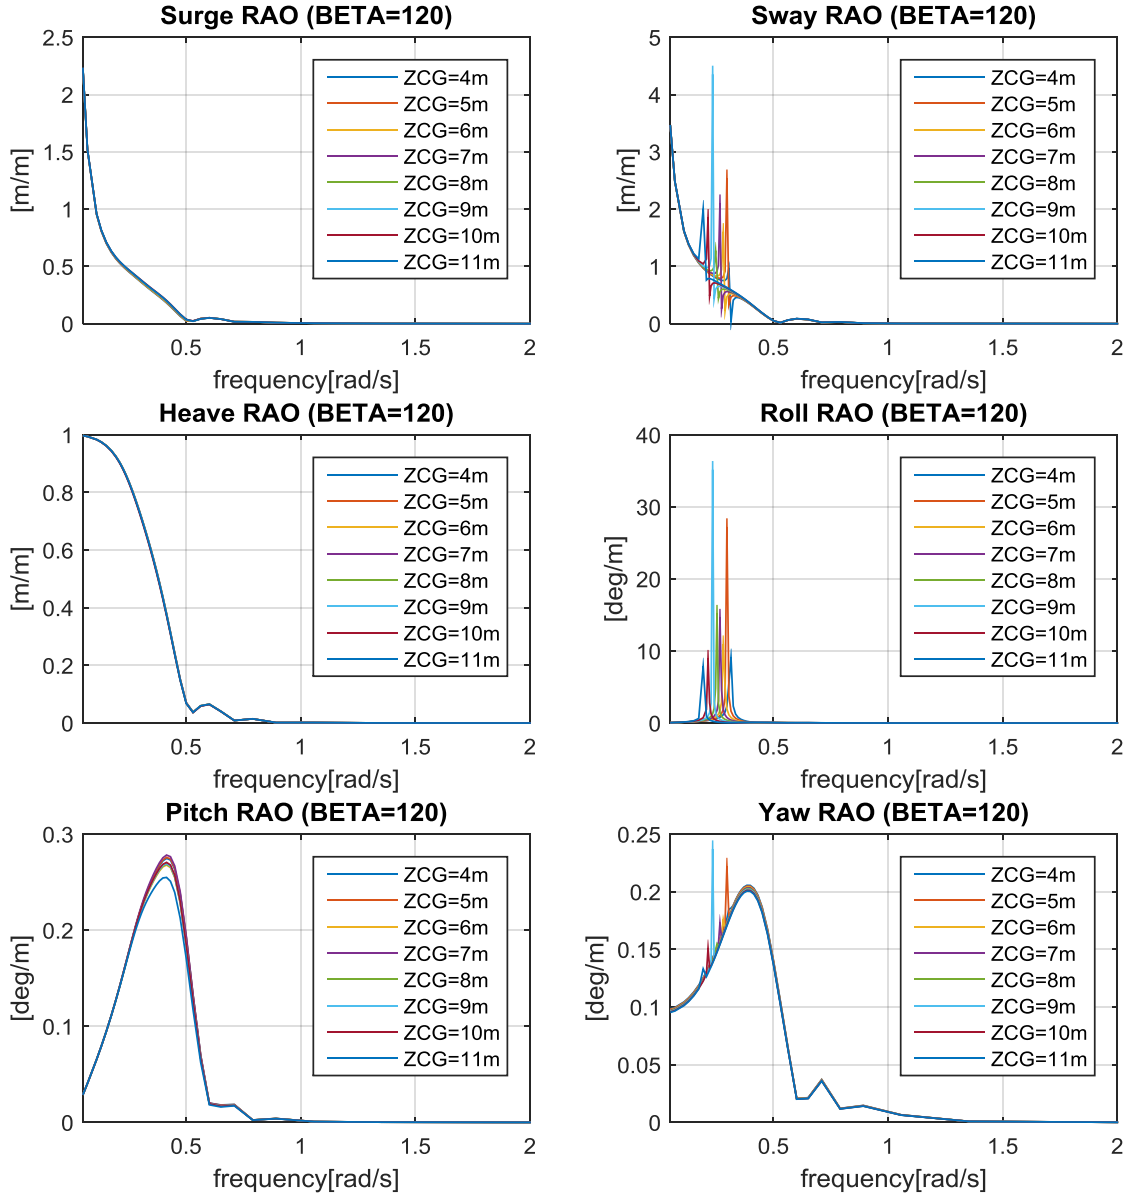 Surge RAO (BETA=120)
[m/m]
2.5
2
1.5
1
0.5
0
0.5
1
1.5
2
frequency[rad/s]
ZCG=4m
ZCG=5m
ZCG=6m
ZCG=7m
ZCG=8m
ZCG=9m
ZCG=10m
ZCG=11m
Sway RAO (BETA=120)
[m/m]
5
4
3
2
1
0
0.5
1
1.5
2
frequency[rad/s]
ZCG=4m
ZCG=5m
ZCG=6m
ZCG=7m
ZCG=8m
ZCG=9m
ZCG=10m
ZCG=11m
Heave RAO (BETA=120)
[m/m]
1
0.8
0.6
0.4
0.2
0
0.5
1
1.5
2
frequency[rad/s]
ZCG=4m
ZCG=5m
ZCG=6m
ZCG=7m
ZCG=8m
ZCG=9m
ZCG=10m
ZCG=11m
Roll RAO (BETA=120)
[deg/m]
40
30
20
10
0
0.5
1
1.5
2
frequency[rad/s]
ZCG=4m
ZCG=5m
ZCG=6m
ZCG=7m
ZCG=8m
ZCG=9m
ZCG=10m
ZCG=11m
Pitch RAO (BETA=120)
[deg/m]
0.3
0.2
0.1
0
0.5
1
1.5
2
frequency[rad/s]
ZCG=4m
ZCG=5m
ZCG=6m
ZCG=7m
ZCG=8m
ZCG=9m
ZCG=10m
ZCG=11m
Yaw RAO (BETA=120)
[deg/m]
0.25
0.2
0.15
0.1
0.05
0
0.5
1
1.5
2
frequency[rad/s]
ZCG=4m
ZCG=5m
ZCG=6m
ZCG=7m
ZCG=8m
ZCG=9m
ZCG=10m
ZCG=11m